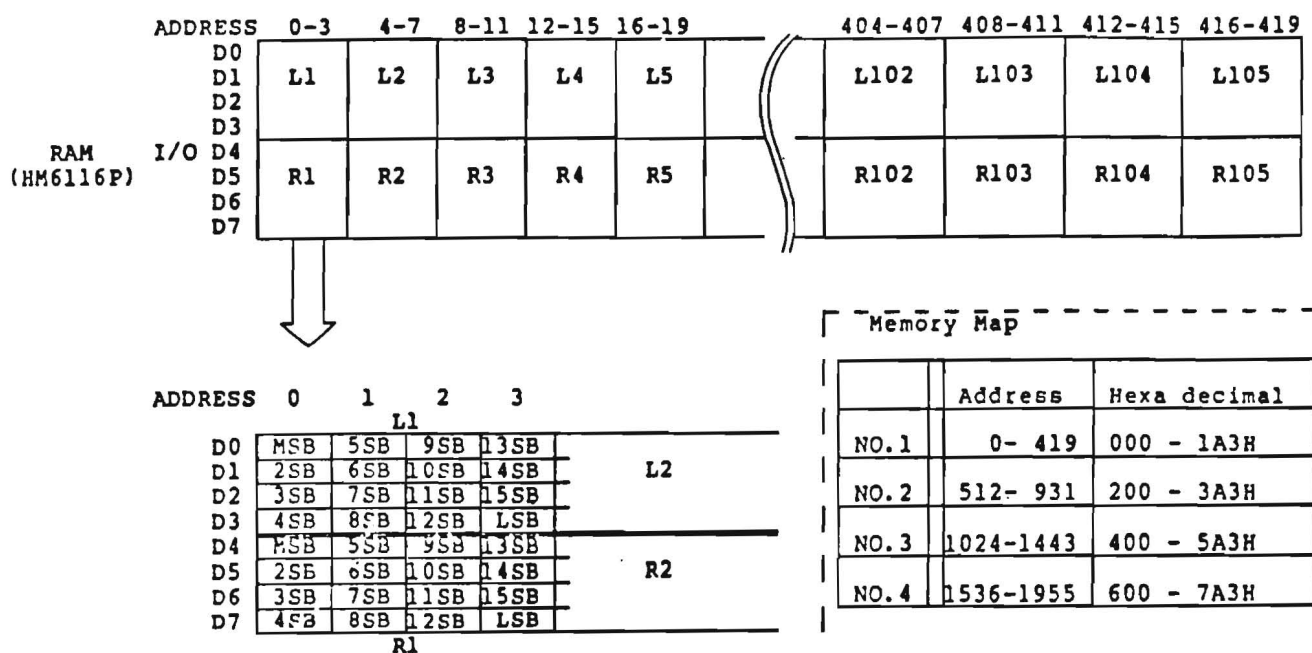 ADDRESS 0-3 4-7 8-11 12-15 16-19 404-407 408-411 412-415 416-419
D0
D1 L1 L2 L3 L4 L5 L102 L103 L104 L105
D2
D3
RAM I/O D4
(HM6116P) D5 R1 R2 R3 R4 R5 R102 R103 R104 R105
D6
D7
Memory Map
Address Hexa decimal
NO.1 0- 419 000 - 1A3H
NO.2 512- 931 200 - 3A3H
NO.3 1024-1443 400 - 5A3H
NO.4 1536-1955 600 - 7A3H
ADDRESS 0 1 2 3
L1
D0 MSB 5SB 9SB 13SB
D1 2SB 6SB 10SB 14SB L2
D2 3SB 7SB 11SB 15SB
D3 4SB 8SB 12SB LSB
D4 MSB 5SB 9SB 13SB
D5 2SB 6SB 10SB 14SB R2
D6 3SB 7SB 11SB 15SB
D7 4SB 8SB 12SB LSB
R1